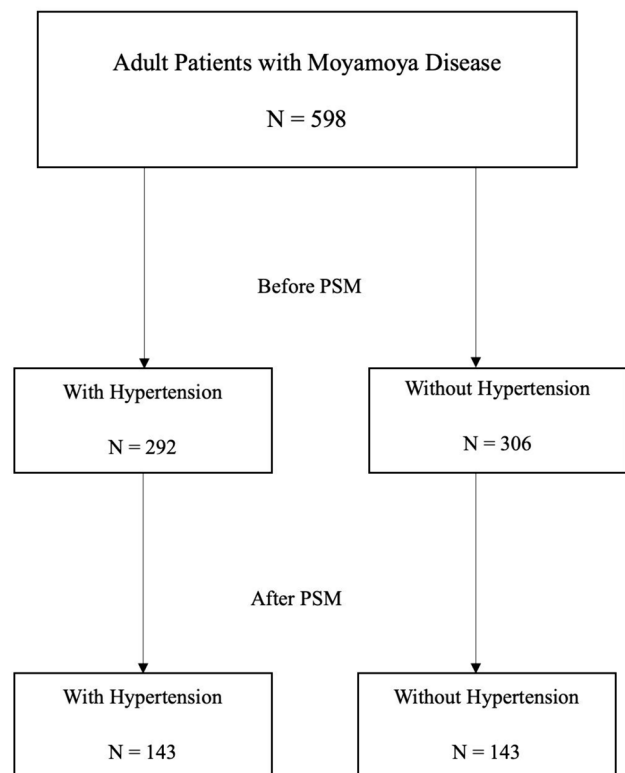 Adult Patients with Moyamoya Disease
N = 598
Before PSM
With Hypertension
N = 292
Without Hypertension
N = 306
After PSM
With Hypertension
N = 143
Without Hypertension
N = 143